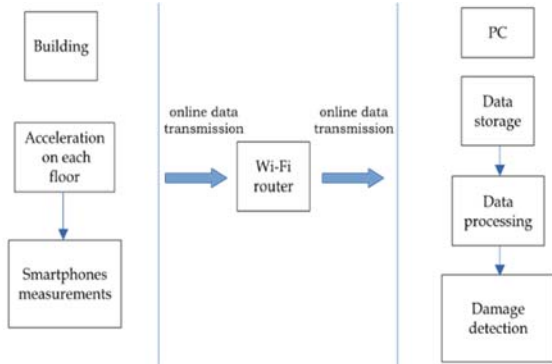 Building
Acceleration
on each
floor
Smartphones
measurements
online data
transmission
Wi-Fi
router
online data
transmission
PC
Data
storage
Data
processing
Damage
detection